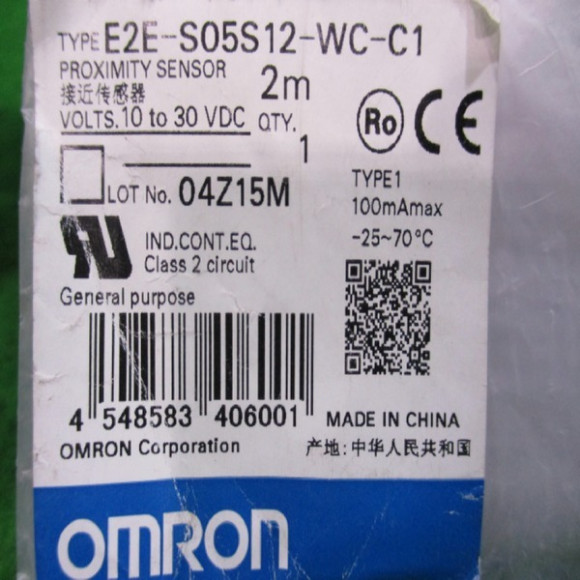 TYPE E2E-S05S12-WC-C1
PROXIMITY SENSOR 2m
接近传感器
VOLTS. 10 to 30 VDC QTY. 1
Ro CE
LOT No. 04Z15M
TYPE1
100mAmax
-25~70°C
IND.CONT.EQ.
Class 2 circuit
General purpose
4 548583 406001
MADE IN CHINA
OMRON Corporation
产地: 中华人民共和国
OMRON